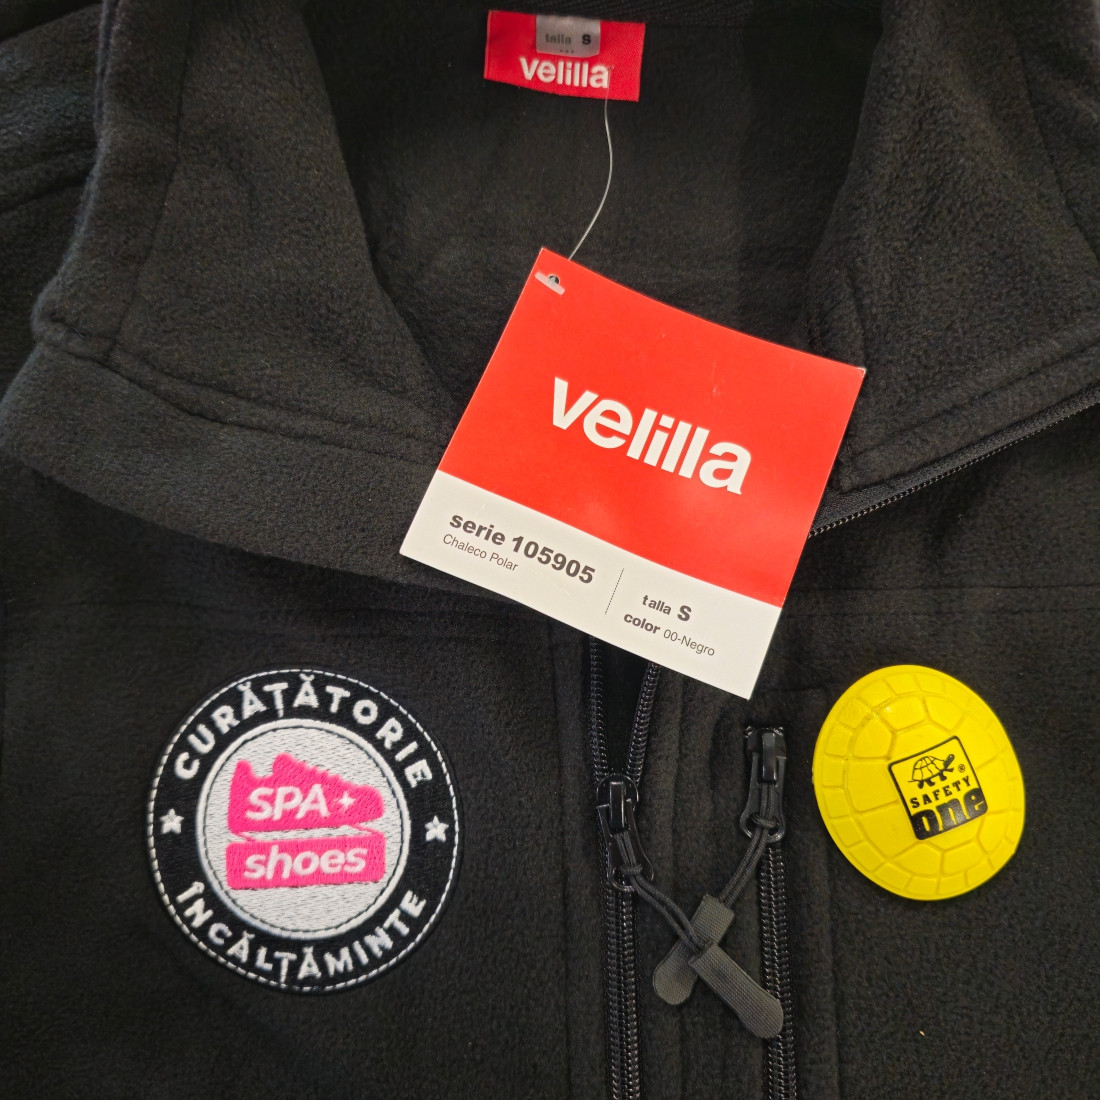 talla S
velilla
velilla
serie 105905
Chaleco Polar
talla S
color 00-Negro
CURĂȚĂTORIE
SPA
shoes
ÎNCĂLȚĂMINTE
®
SAFETY
one